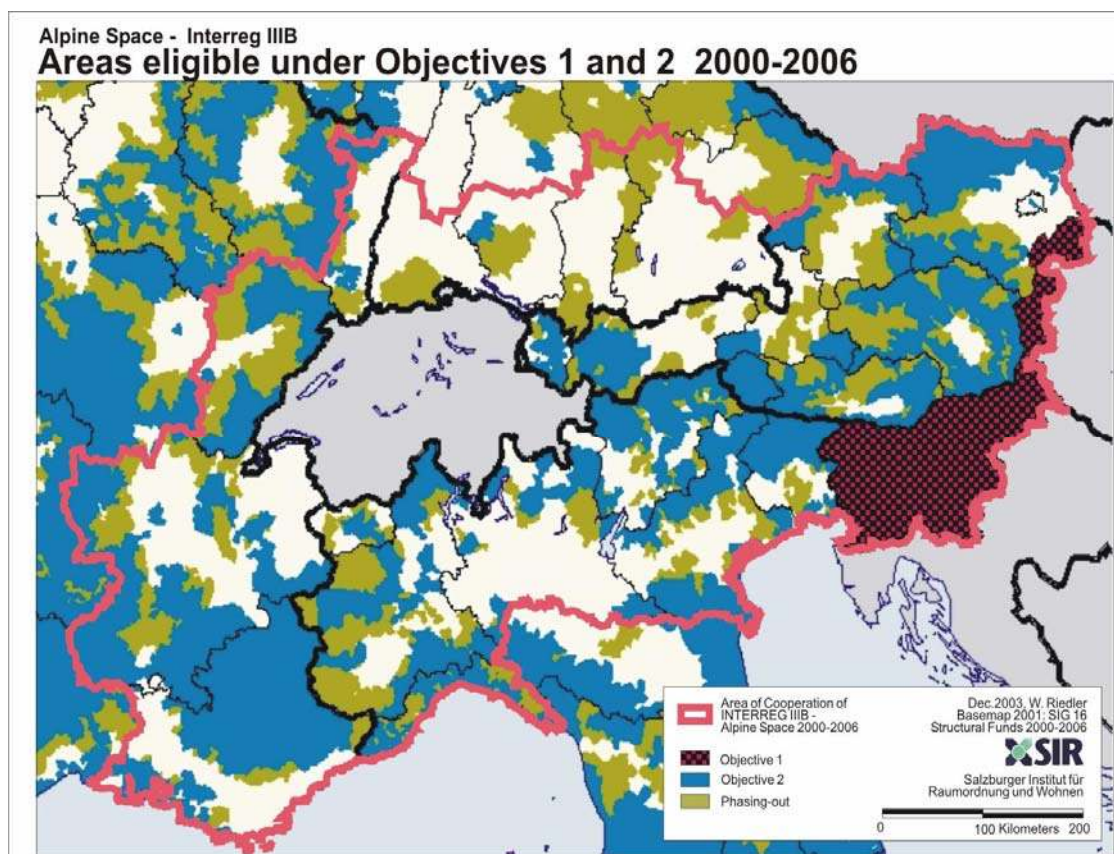 Alpine Space - Interreg IIIB
Areas eligible under Objectives 1 and 2 2000-2006
Area of Cooperation of
INTERREG IIIB -
Alpine Space 2000-2006
Objective 1
Objective 2
Phasing-out
Dec.2003, W. Riedler
Basemap 2001: SIG 16
Structural Funds 2000-2006
SIR
Salzburger Institut für
Raumordnung und Wohnen
0 100 Kilometers 200